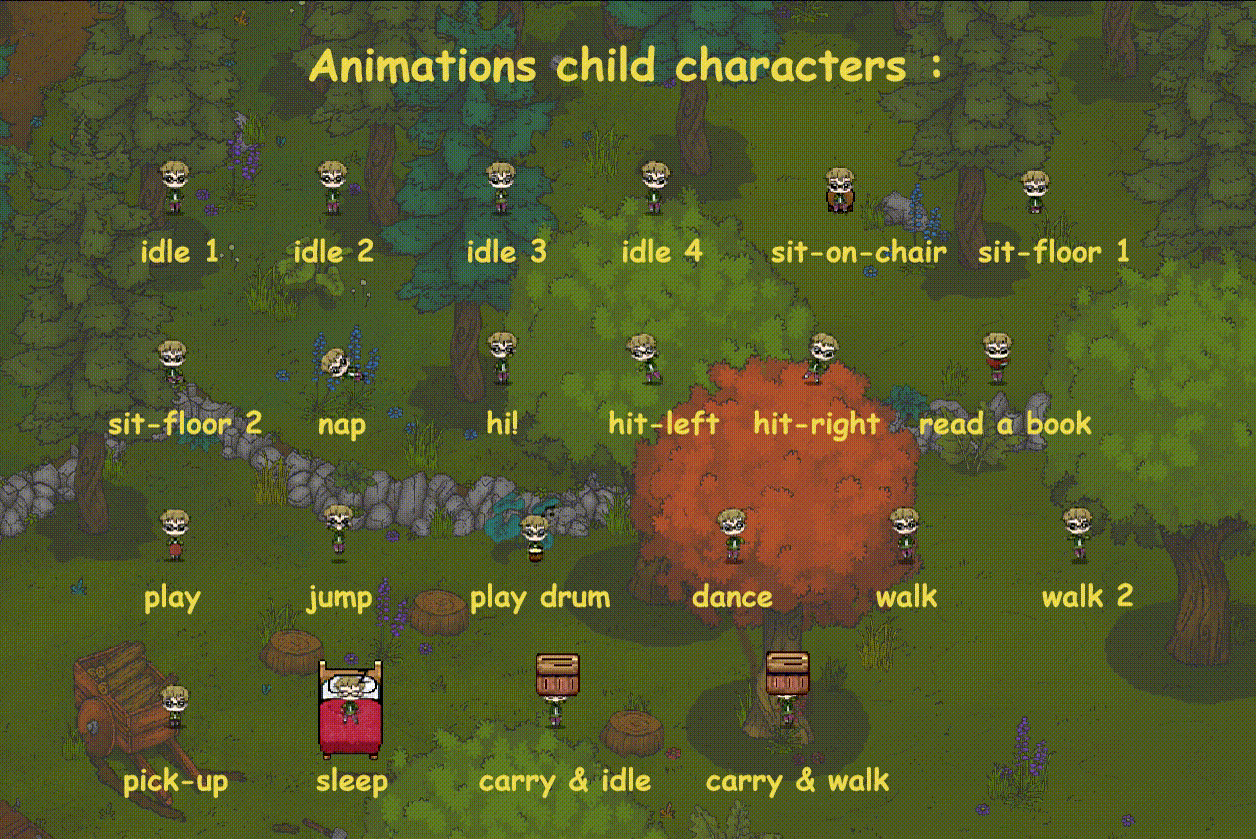 Animations child characters :
idle 1 idle 2 idle 3 idle 4 sit-on-chair sit-floor 1
sit-floor 2 nap hi! hit-left hit-right read a book
play jump play drum dance walk walk 2
pick-up sleep carry & idle carry & walk